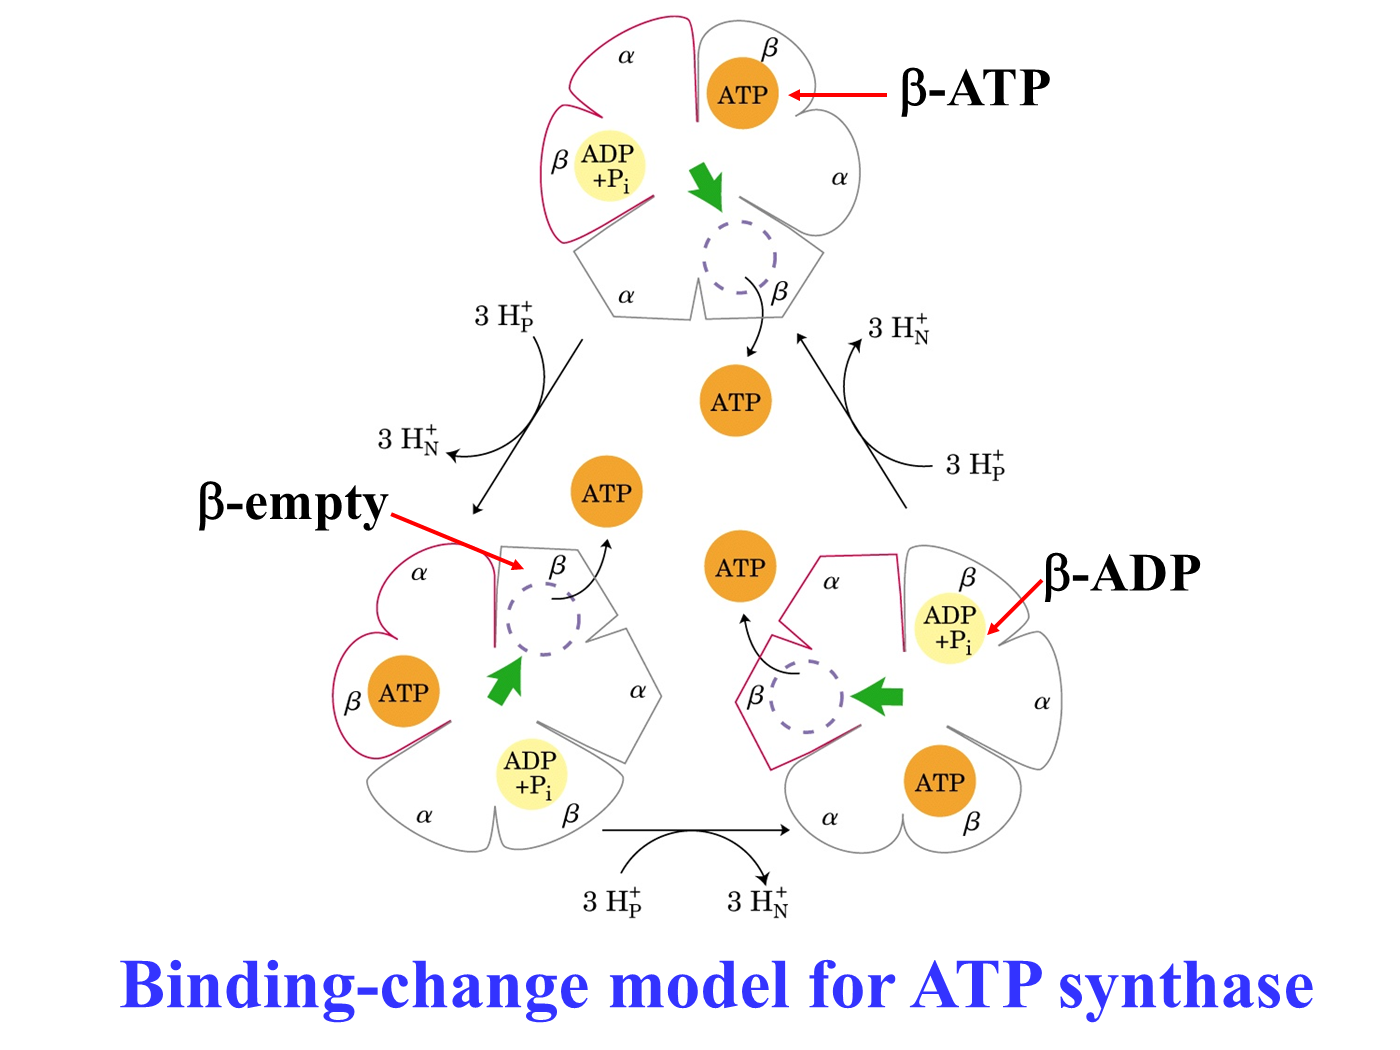 α
β
ATP
β-ATP
β
ADP
+Pi
α
α
β
3 H⁺P
3 H⁺N
3 H⁺N
3 H⁺P
ATP
ATP
ATP
β-empty
α
β
β
ATP
α
ADP
+Pi
α
β
α
β
ADP
+Pi
β-ADP
β
α
ATP
α
β
3 H⁺P
3 H⁺N
Binding-change model for ATP synthase